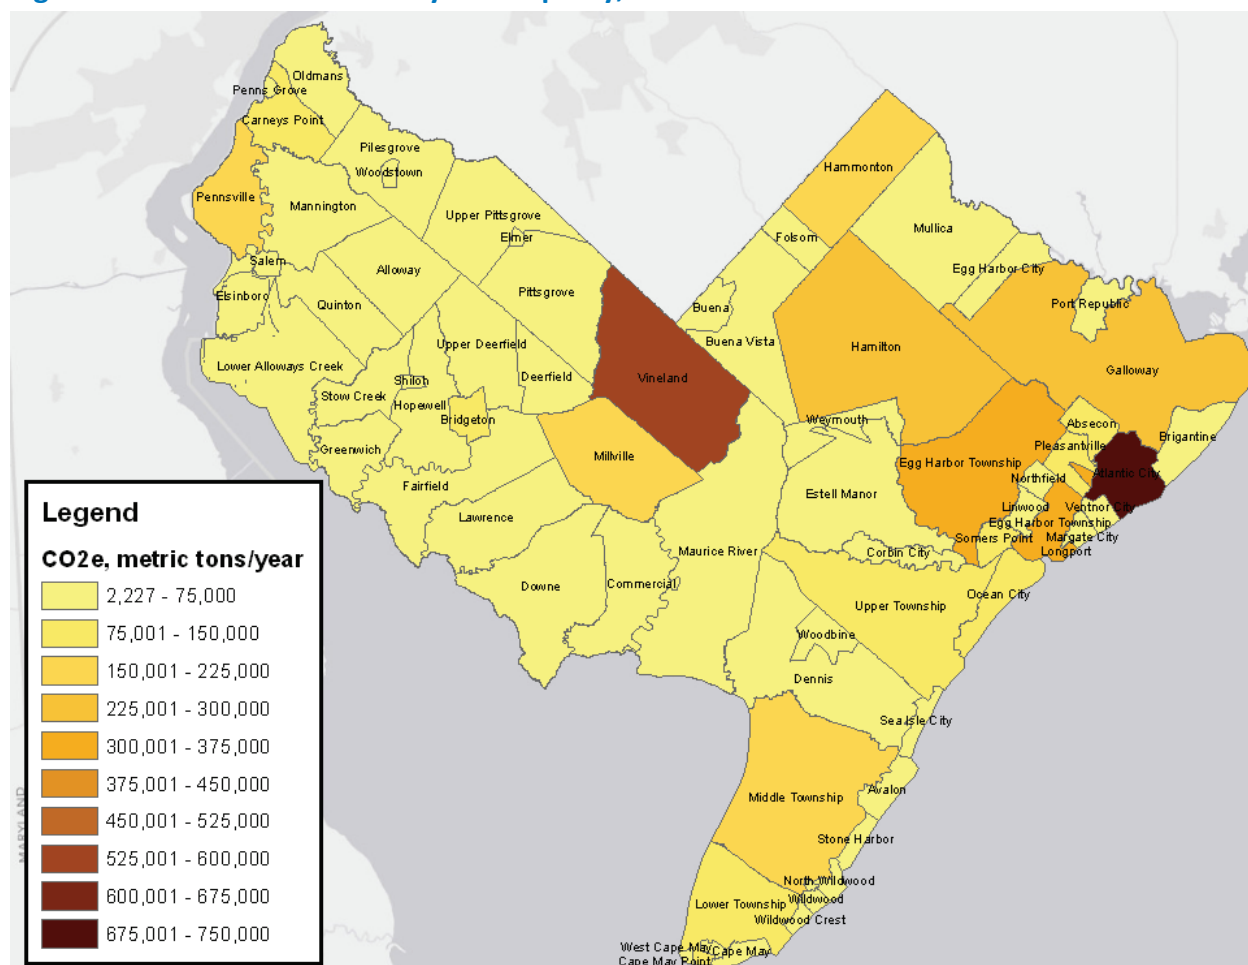 Oldmans
Penns Grove
Carneys Point
Pilesgrove
Woodstown
Hammonton
Pennsville
Mannington
Upper Pittsgrove
Elmer
Folsom
Mullica
Salem
Alloway
Egg Harbor City
Elsinboro
Quinton
Pittsgrove
Buena
Port Republic
Upper Deerfield
Buena Vista
Hamilton
Lower Alloways Creek
Shiloh
Deerfield
Vineland
Galloway
Stow Creek
Hopewell
Bridgeton
Weymouth
Absecon
Greenwich
Millville
Pleasantville
Brigantine
Egg Harbor Township
Atlantic City
Fairfield
Estell Manor
Northfield
Linwood
Ventnor City
Lawrence
Egg Harbor Township
Somers Point
Margate City
Maurice River
Corbin City
Longport
Downe
Commercial
Upper Township
Ocean City
Woodbine
Dennis
Sea Isle City
Middle Township
Avalon
Stone Harbor
North Wildwood
Lower Township
Wildwood
Wildwood Crest
West Cape May
Cape May
Cape May Point
MARYLAND
Legend
CO2e, metric tons/year
2,227 - 75,000
75,001 - 150,000
150,001 - 225,000
225,001 - 300,000
300,001 - 375,000
375,001 - 450,000
450,001 - 525,000
525,001 - 600,000
600,001 - 675,000
675,001 - 750,000